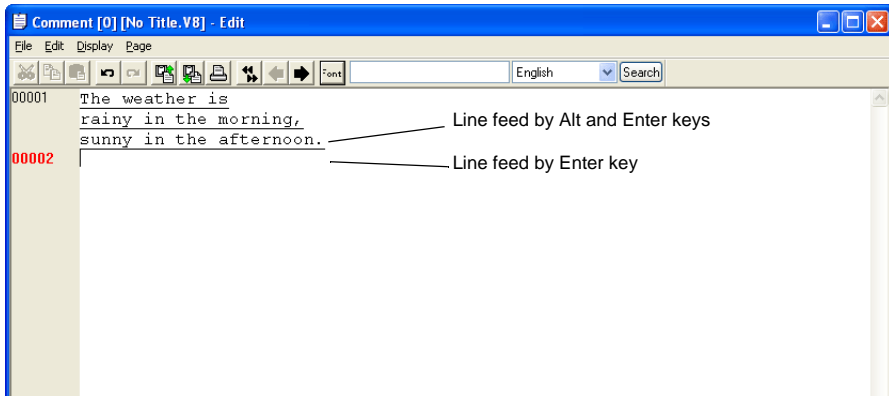 Comment [0] [No Title.V8] - Edit
File Edit Display Page
Font English Search
00001 The weather is
rainy in the morning,
sunny in the afternoon.
00002
Line feed by Alt and Enter keys
Line feed by Enter key